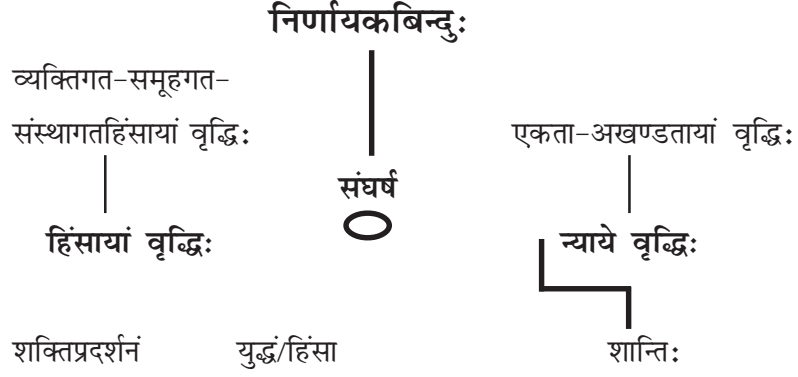 निर्णायकबिन्दुः
व्यक्तिगत-समूहगत-
संस्थागतहिंसायां वृद्धिः
एकता-अखण्डतायां वृद्धिः
संघर्ष
हिंसायां वृद्धिः
न्याये वृद्धिः
शक्तिप्रदर्शनं
युद्धं/हिंसा
शान्तिः